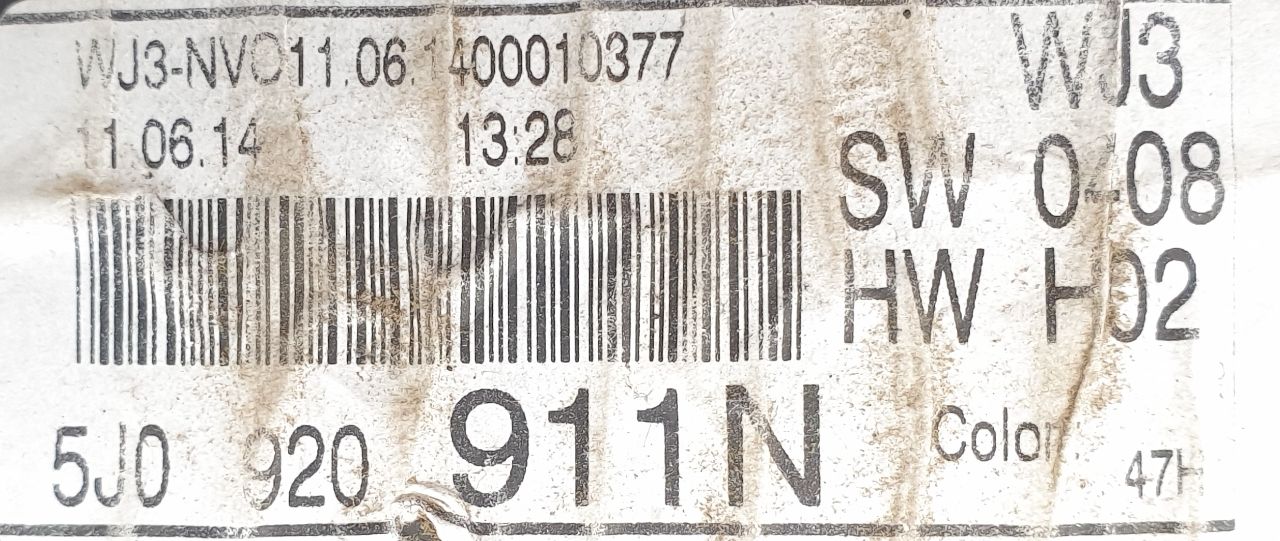 WJ3-NVO11.06.1400010377
WJ3
11.06.14 13:28
SW 0408
HW H02
5J0 920 911N
Color: 47H